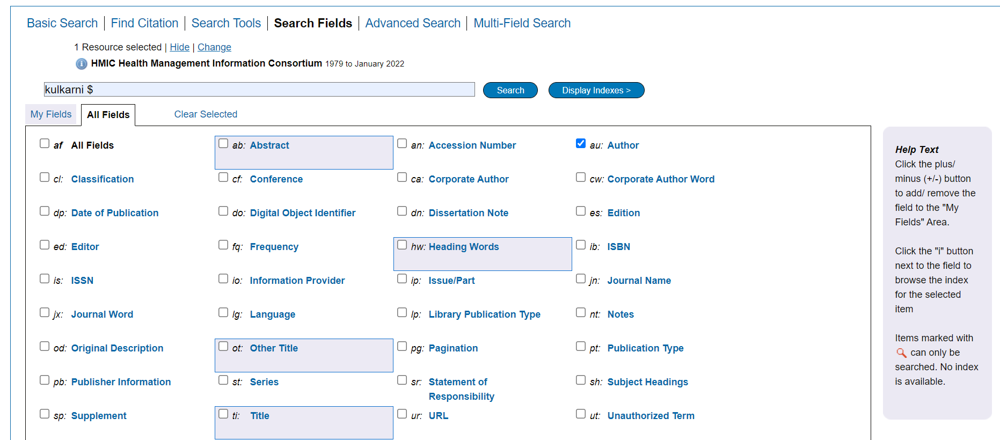 Basic Search | Find Citation | Search Tools | Search Fields | Advanced Search | Multi-Field Search
1 Resource selected | Hide | Change
HMIC Health Management Information Consortium 1979 to January 2022
kulkarni $
Search
Display Indexes >
My Fields
All Fields
Clear Selected
af All Fields
ab: Abstract
an: Accession Number
au: Author
cl: Classification
cf: Conference
ca: Corporate Author
cw: Corporate Author Word
dp: Date of Publication
do: Digital Object Identifier
dn: Dissertation Note
es: Edition
ed: Editor
fq: Frequency
hw: Heading Words
ib: ISBN
is: ISSN
io: Information Provider
ip: Issue/Part
jn: Journal Name
jx: Journal Word
lg: Language
lp: Library Publication Type
nt: Notes
od: Original Description
ot: Other Title
pg: Pagination
pt: Publication Type
pb: Publisher Information
st: Series
sr: Statement of
Responsibility
sh: Subject Headings
sp: Supplement
ti: Title
ur: URL
ut: Unauthorized Term
Help Text
Click the plus/
minus (+/-) button
to add/ remove the
field to the "My
Fields" Area.
Click the "i" button
next to the field to
browse the index
for the selected
item
Items marked with
can only be
searched. No index
is available.